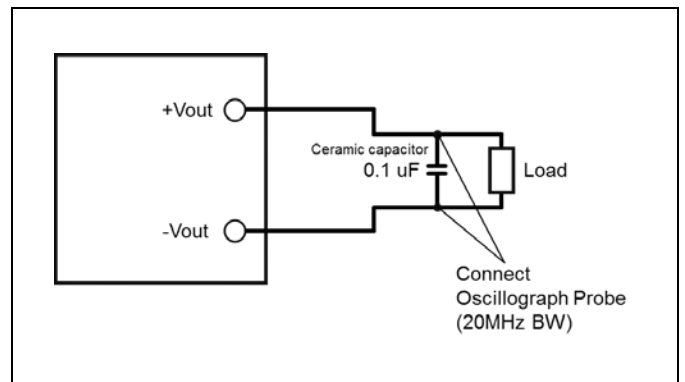 +Vout
Ceramic capacitor
0.1 uF
Load
-Vout
Connect
Oscillograph Probe
(20MHz BW)